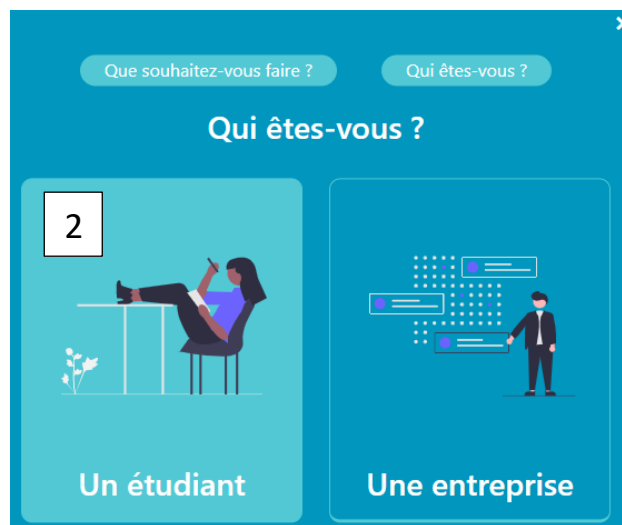 Que souhaitez-vous faire ?
Qui êtes-vous ?
Qui êtes-vous ?
2
Un étudiant
Une entreprise